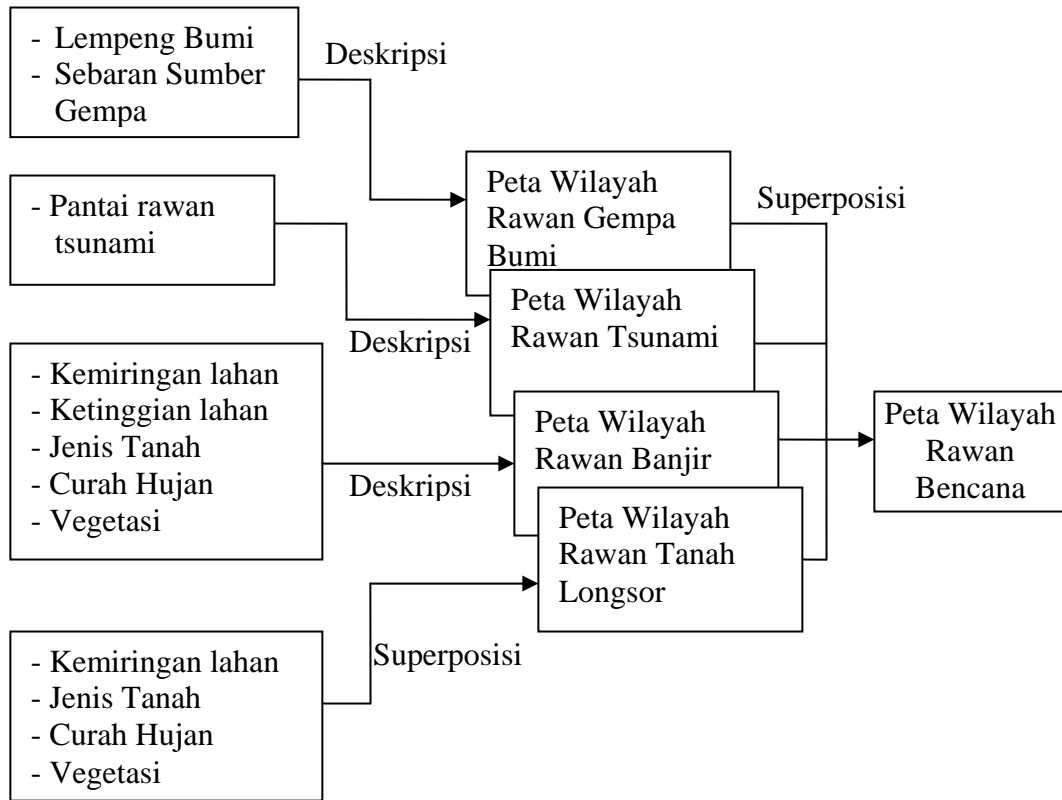 - Lempeng Bumi
- Sebaran Sumber
Gempa
Deskripsi
- Pantai rawan
tsunami
Deskripsi
- Kemiringan lahan
- Ketinggian lahan
- Jenis Tanah
- Curah Hujan
- Vegetasi
Deskripsi
- Kemiringan lahan
- Jenis Tanah
- Curah Hujan
- Vegetasi
Superposisi
Peta Wilayah
Rawan Gempa
Bumi
Peta Wilayah
Rawan Tsunami
Peta Wilayah
Rawan Banjir
Peta Wilayah
Rawan Tanah
Longsor
Superposisi
Peta Wilayah
Rawan
Bencana